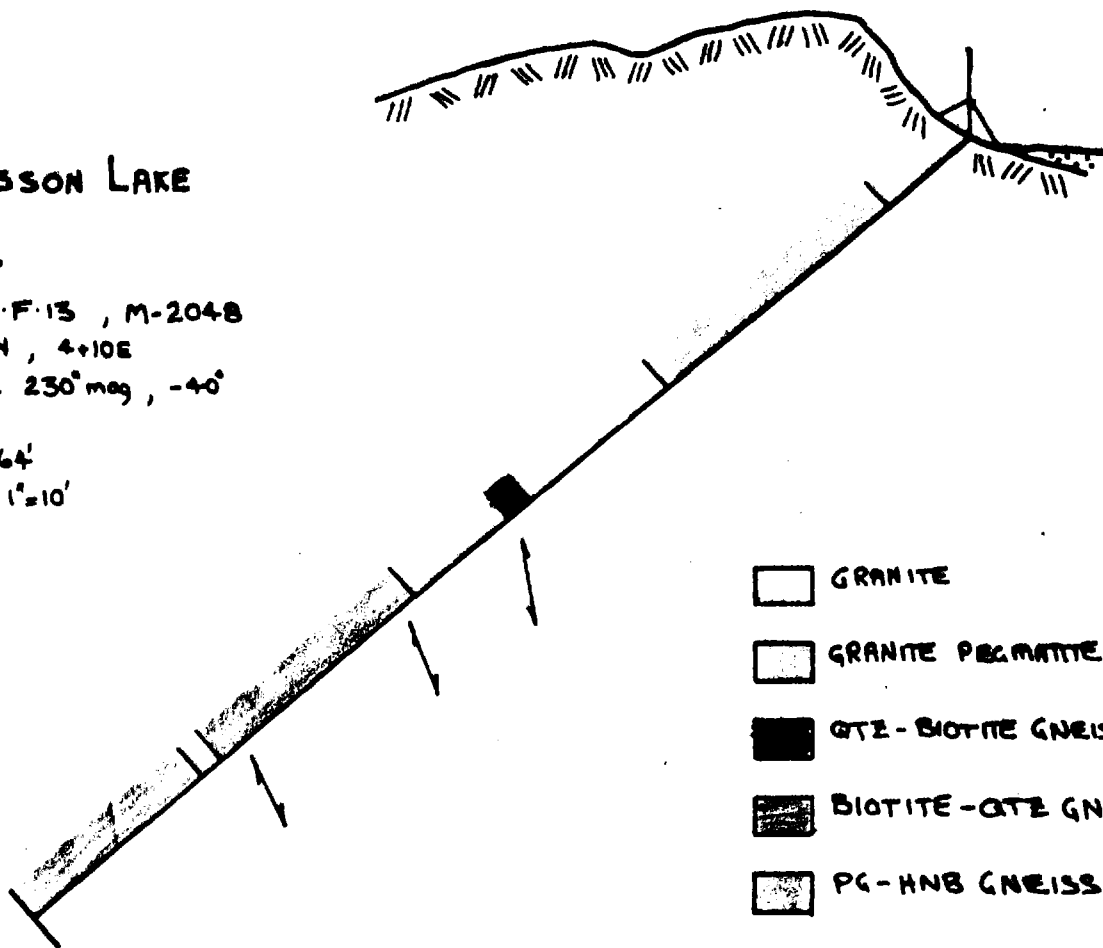 SSON LAKE
·F·13 , M-2048
N , 4+10E
230° mag , -40°
64'
1"=10'
GRANITE
GRANITE PEGMATITE
QTZ-BIOTITE GNEIS
BIOTITE-QTZ GN
PG-HNB GNEISS